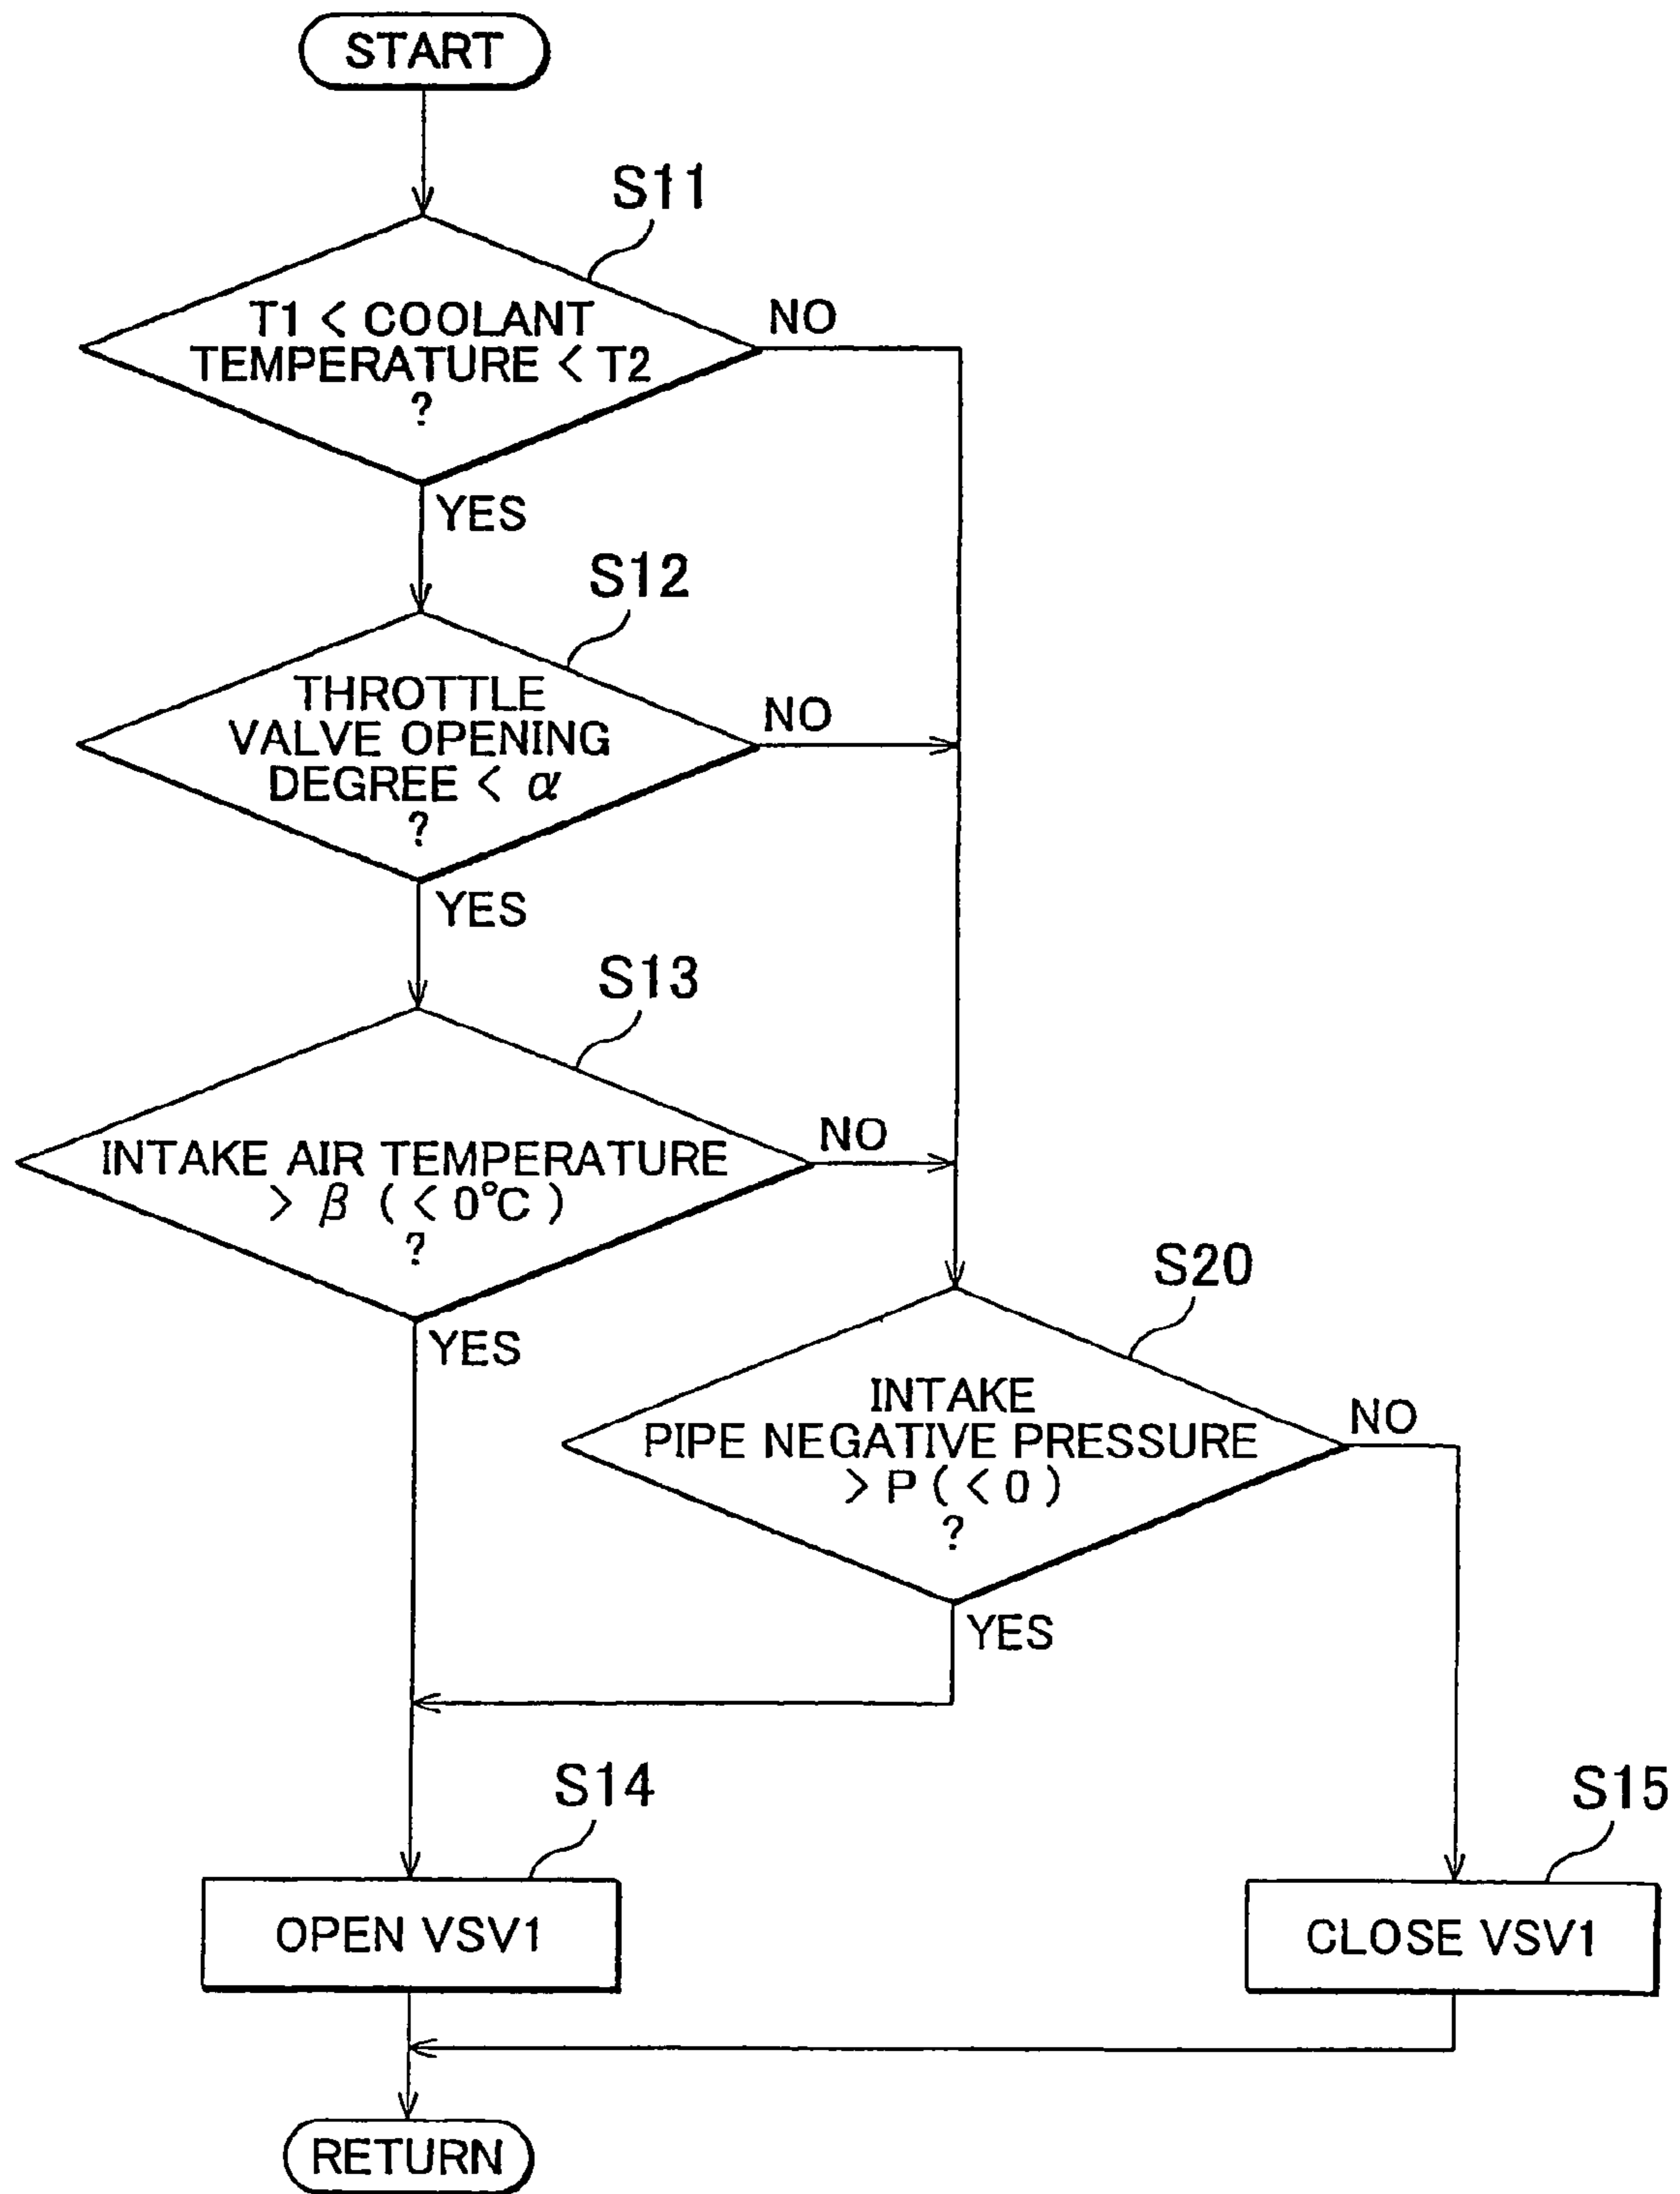 START
S11
T1 < COOLANT
TEMPERATURE < T2
?
NO
YES
S12
THROTTLE
VALVE OPENING
DEGREE < α
?
NO
YES
S13
INTAKE AIR TEMPERATURE
> β ( < 0℃ )
?
NO
YES
S20
INTAKE
PIPE NEGATIVE PRESSURE
> P ( < 0 )
?
NO
YES
S14
OPEN VSV1
S15
CLOSE VSV1
RETURN